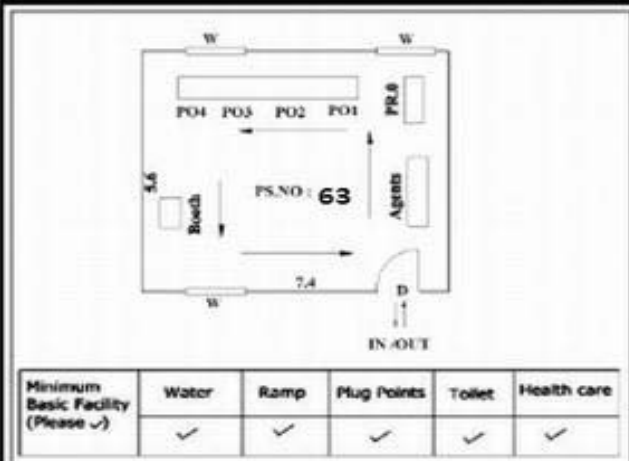 W W
PO4 PO3 PO2 PO1
PR.0
5.6
Booth
PS.NO : 63
Agents
W
7.4
D
IN /OUT
Minimum Basic Facility (Please ✓) Water Ramp Plug Points Toilet Health care
✓ ✓ ✓ ✓ ✓